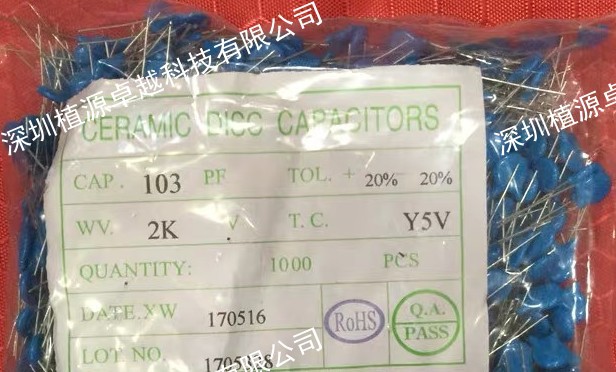 深圳植源卓越科技有限公司
深圳植源卓
CERAMIC DISC CAPACITORS
CAP. 103 PF TOL. + 20% - 20%
WV. 2K V T.C. Y5V
QUANTITY: 1000 PCS
DATE.XW 170516
RoHS
Q.A.
PASS
LOT NO.
有限公司